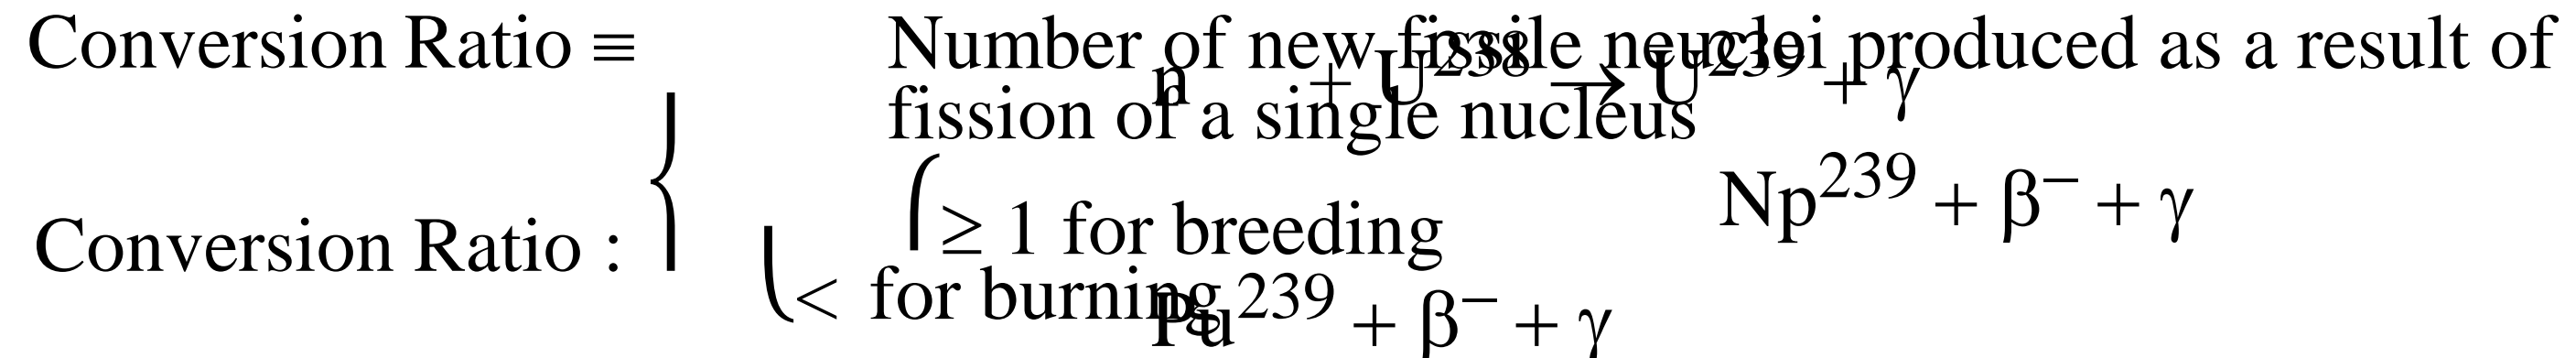 Conversion Ratio ≡ Number of new fissile neuclei produced as a result of
fission of a single nucleus
n + U²³⁸ → U²³⁹ + γ
Np²³⁹ + β⁻ + γ
Conversion Ratio : { ≥ 1 for breeding
< for burning
Pu²³⁹ + β⁻ + γ